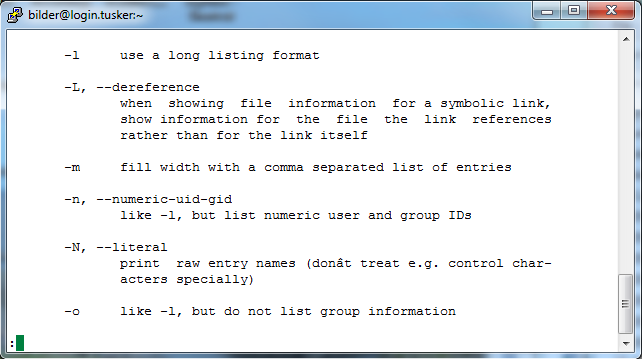 bilder@login.tusker:~
-l     use a long listing format
-L, --dereference
when  showing  file  information  for a symbolic link,
show information for  the  file  the  link  references
rather than for the link itself
-m     fill width with a comma separated list of entries
-n, --numeric-uid-gid
like -l, but list numeric user and group IDs
-N, --literal
print  raw entry names (donât treat e.g. control char-
acters specially)
-o     like -l, but do not list group information
: